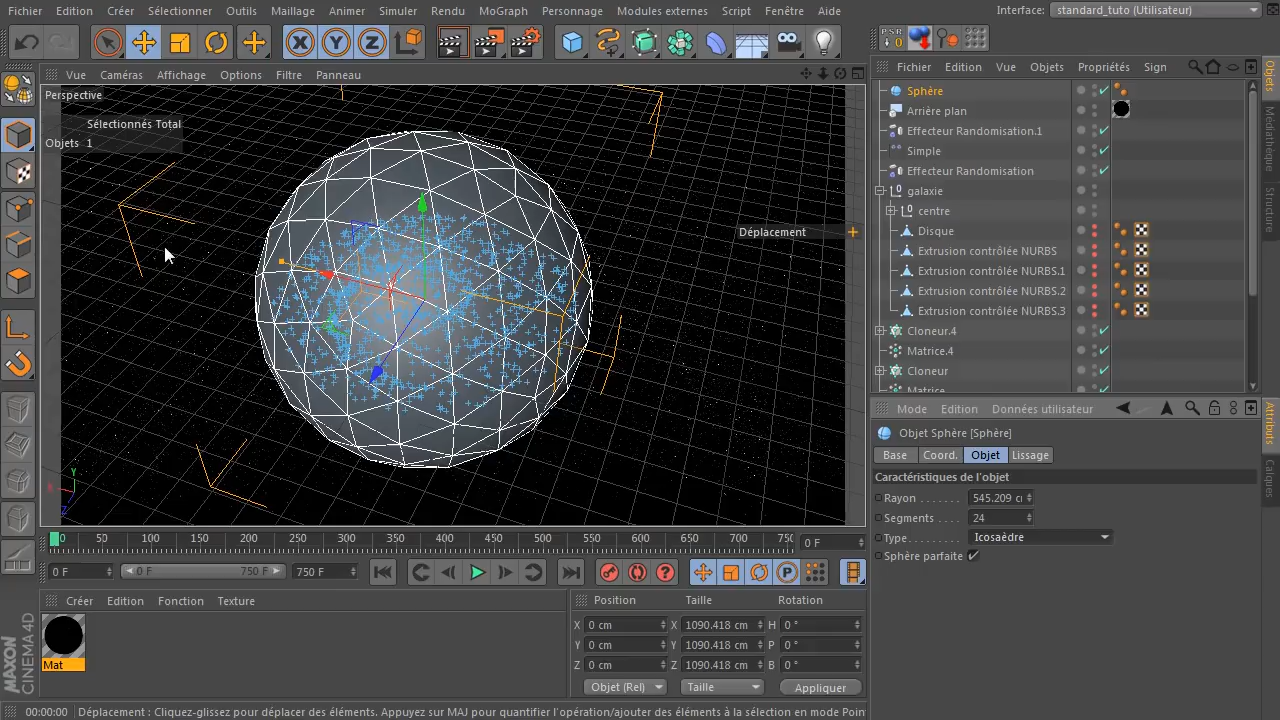 Fichier Edition Créer Sélectionner Outils Maillage Animer Simuler Rendu MoGraph Personnage Modules externes Script Fenêtre Aide Interface: standard_tuto (Utilisateur)
X Y Z PSR 0
Vue Caméras Affichage Options Filtre Panneau
Fichier Edition Vue Objets Propriétés Sign
Objets
Médiathèque
Structure
Perspective
Sélectionnés Total
Objets 1
Déplacement
Y
X
Z
Sphère
Arrière plan
Effecteur Randomisation.1
Simple
Effecteur Randomisation
galaxie
centre
Disque
Extrusion contrôlée NURBS
Extrusion contrôlée NURBS.1
Extrusion contrôlée NURBS.2
Extrusion contrôlée NURBS.3
Cloneur.4
Matrice.4
Cloneur
Matrice
Mode Edition Données utilisateur
Attributs
Calques
Objet Sphère [Sphère]
Base Coord. Objet Lissage
Caractéristiques de l'objet
Rayon . . . . . . . 545.209 c
Segments . . . . 24
Type. . . . . . . . Icosaèdre
Sphère parfaite
0 50 100 150 200 250 300 350 400 450 500 550 600 650 700 750 0 F
0 F 0 F 750 F 750 F P
Créer Edition Fonction Texture
Mat
Position Taille Rotation
X 0 cm X 1090.418 cm H 0 °
Y 0 cm Y 1090.418 cm P 0 °
Z 0 cm Z 1090.418 cm B 0 °
Objet (Rel) Taille Appliquer
MAXON
CINEMA 4D
00:00:00 Déplacement : Cliquez-glissez pour déplacer des éléments. Appuyez sur MAJ pour quantifier l'opération/ajouter des éléments à la sélection en mode Poin